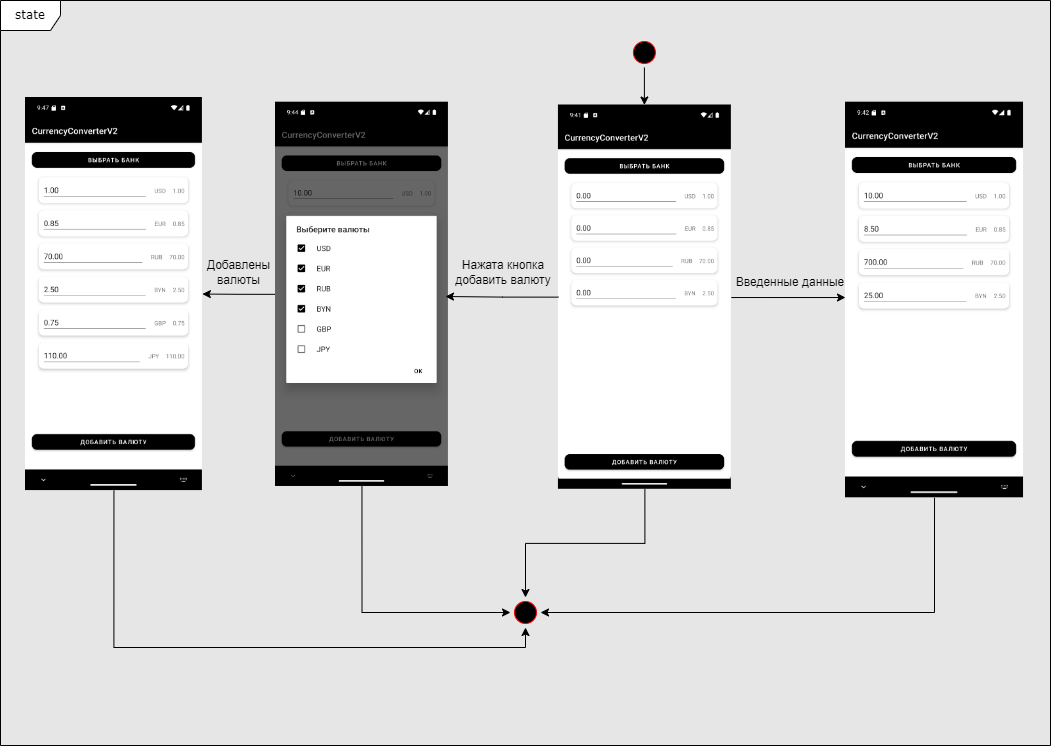 state
9:47
CurrencyConverterV2
ВЫБРАТЬ БАНК
1.00 USD 1.00
0.85 EUR 0.85
70.00 RUB 70.00
2.50 BYN 2.50
0.75 GBP 0.75
110.00 JPY 110.00
ДОБАВИТЬ ВАЛЮТУ
Добавлены
валюты
9:44
CurrencyConverterV2
ВЫБРАТЬ БАНК
10.00 USD 1.00
Выберите валюты
USD
EUR
RUB
BYN
GBP
JPY
OK
ДОБАВИТЬ ВАЛЮТУ
Нажата кнопка
добавить валюту
9:41
CurrencyConverterV2
ВЫБРАТЬ БАНК
0.00 USD 1.00
0.00 EUR 0.85
0.00 RUB 70.00
0.00 BYN 2.50
ДОБАВИТЬ ВАЛЮТУ
Введенные данные
9:42
CurrencyConverterV2
ВЫБРАТЬ БАНК
10.00 USD 1.00
8.50 EUR 0.85
700.00 RUB 70.00
25.00 BYN 2.50
ДОБАВИТЬ ВАЛЮТУ